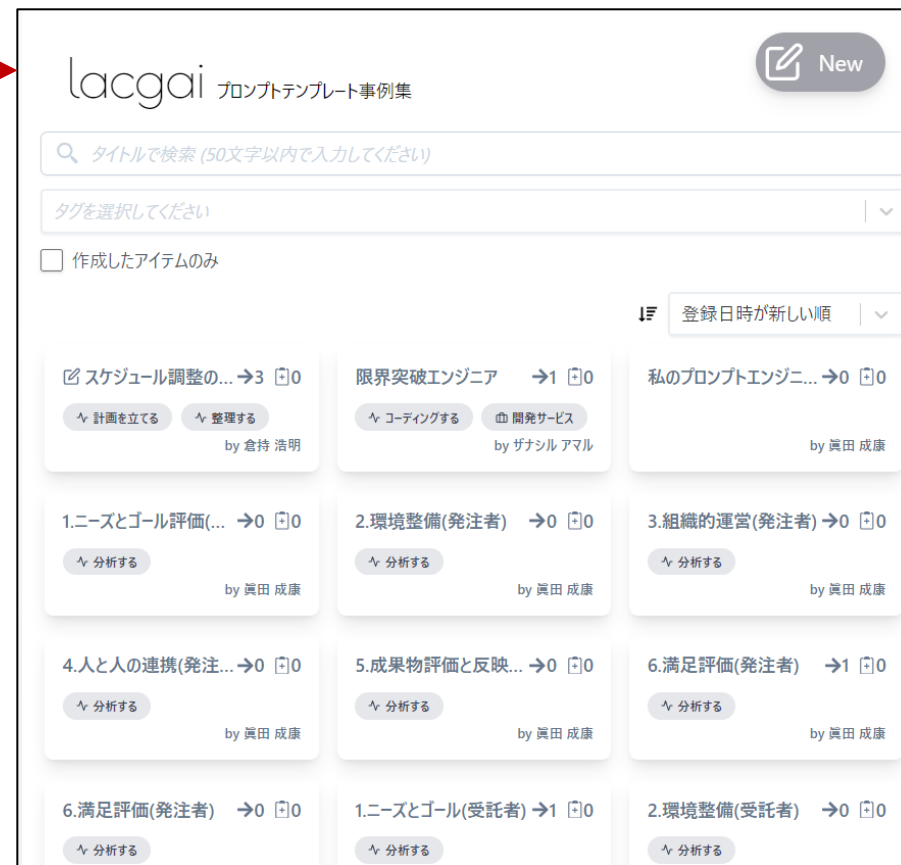 lacgai プロンプトテンプレート事例集
New
タイトルで検索 (50文字以内で入力してください)
タグを選択してください
作成したアイテムのみ
登録日時が新しい順
スケジュール調整の... →3 0
計画を立てる 整理する
by 倉持 浩明
限界突破エンジニア →1 0
コーディングする 開発サービス
by ザナシル アマル
私のプロンプトエンジニ... →0 0
by 眞田 成康
1.ニーズとゴール評価(... →0 0
分析する
by 眞田 成康
2.環境整備(発注者) →0 0
分析する
by 眞田 成康
3.組織的運営(発注者) →0 0
分析する
by 眞田 成康
4.人と人の連携(発注... →0 0
分析する
by 眞田 成康
5.成果物評価と反映... →0 0
分析する
by 眞田 成康
6.満足評価(発注者) →1 0
分析する
by 眞田 成康
6.満足評価(発注者) →0 0
分析する
1.ニーズとゴール(受託者) →1 0
分析する
2.環境整備(受託者) →0 0
分析する